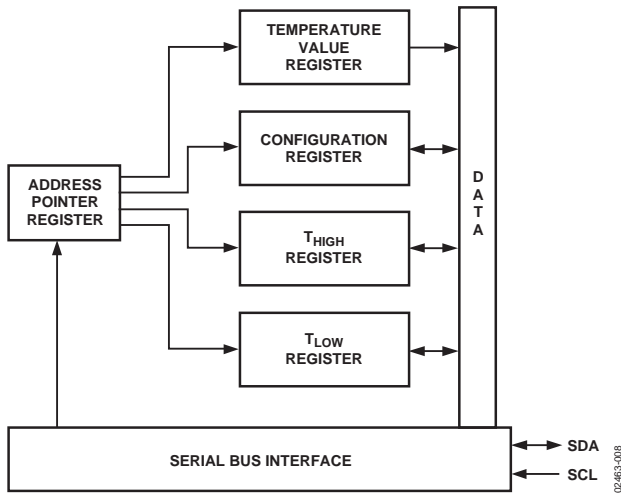 TEMPERATURE
VALUE
REGISTER
CONFIGURATION
REGISTER
ADDRESS
POINTER
REGISTER
THIGH
REGISTER
TLOW
REGISTER
DATA
SERIAL BUS INTERFACE
SDA
SCL
02463-008